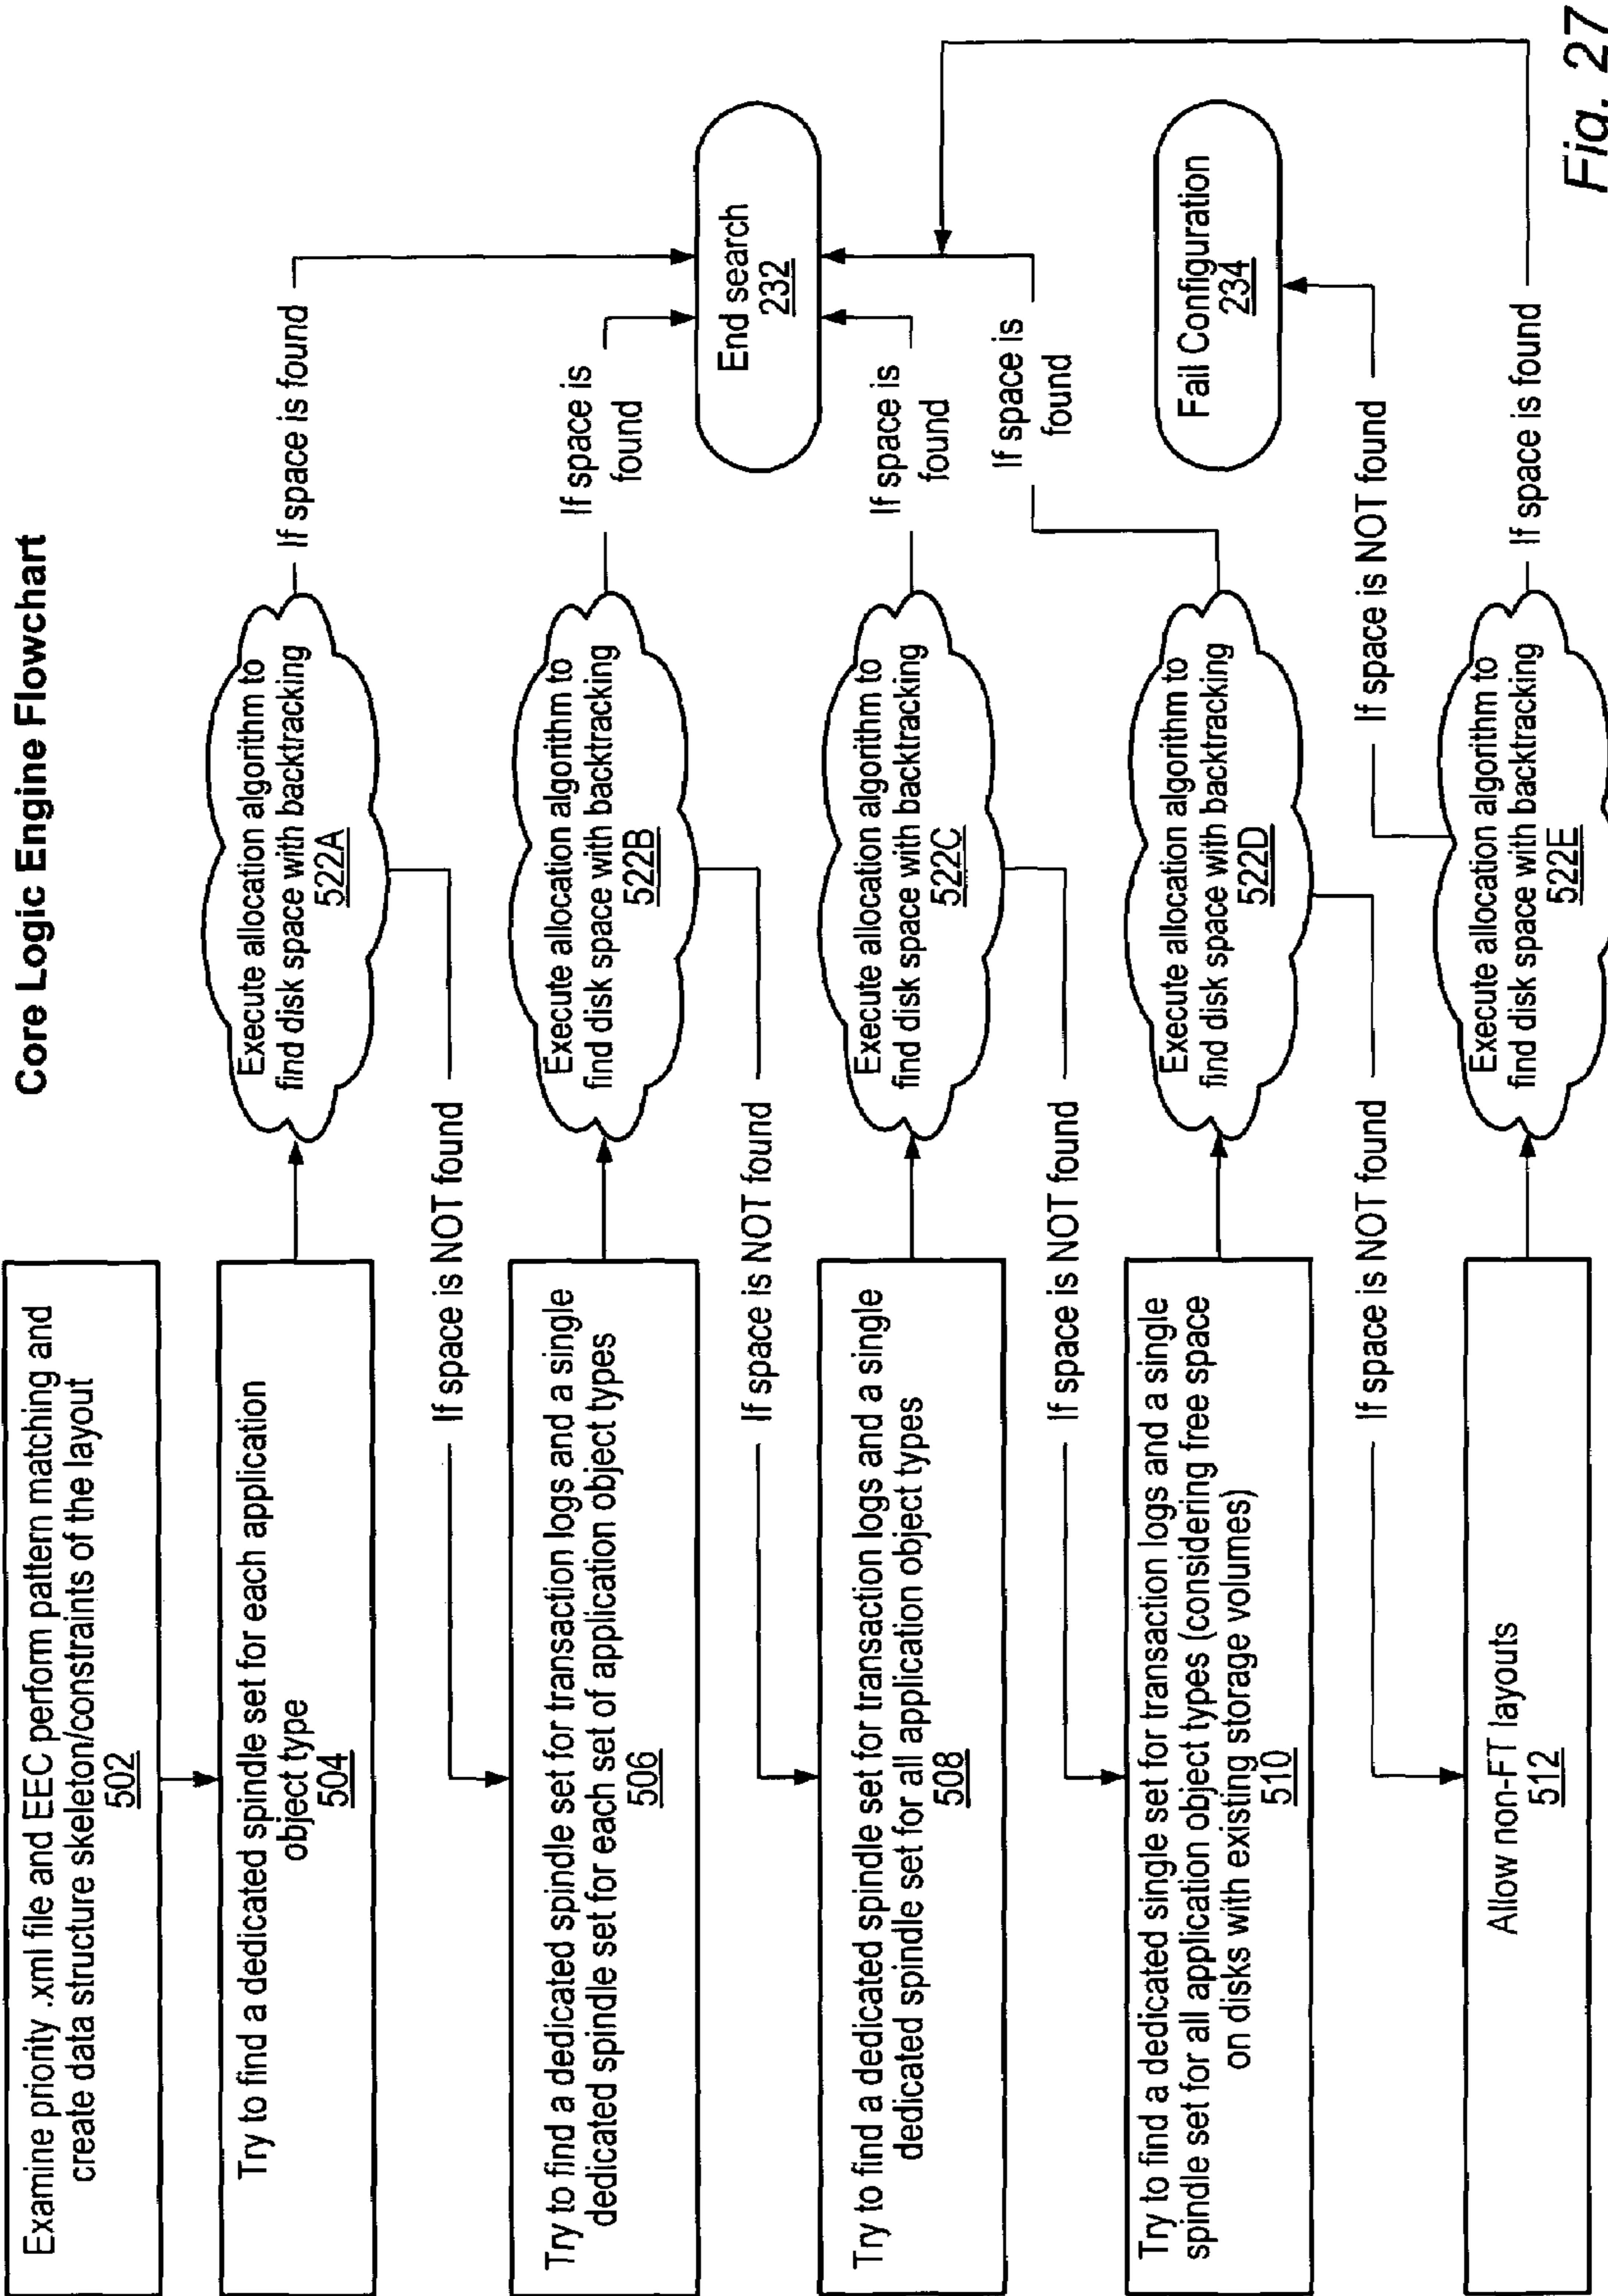 Core Logic Engine Flowchart
Examine priority .xml file and EEC perform pattern matching and
create data structure skeleton/constraints of the layout
502
Try to find a dedicated spindle set for each application
object type
504
Execute allocation algorithm to
find disk space with backtracking
522A
If space is found
If space is NOT found
Try to find a dedicated spindle set for transaction logs and a single
dedicated spindle set for each set of application object types
506
Execute allocation algorithm to
find disk space with backtracking
522B
If space is
found
End search
232
If space is NOT found
Try to find a dedicated spindle set for transaction logs and a single
dedicated spindle set for all application object types
508
Execute allocation algorithm to
find disk space with backtracking
522C
If space is
found
If space is NOT found
Try to find a dedicated single set for transaction logs and a single
spindle set for all application object types (considering free space
on disks with existing storage volumes)
510
Execute allocation algorithm to
find disk space with backtracking
522D
If space is
found
Fail Configuration
234
If space is NOT found
If space is NOT found
Allow non-FT layouts
512
Execute allocation algorithm to
find disk space with backtracking
522E
If space is found
Fig. 27